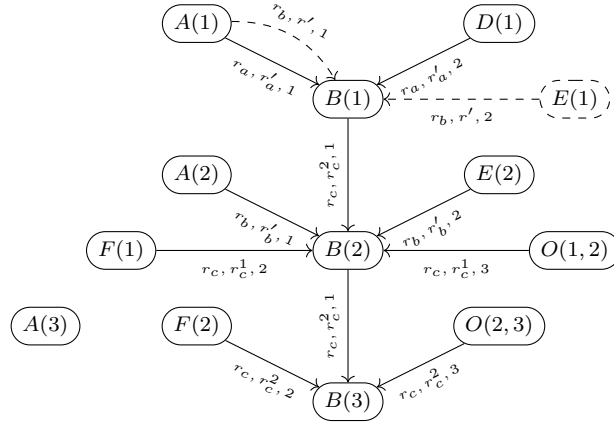 A(1)
r_b, r', 1
D(1)
r_a, r'_a, 1
r_a, r'_a, 2
B(1)
E(1)
r_b, r', 2
r_c, r_c^2, 1
A(2)
E(2)
r_b, r'_b, 1
r_b, r'_b, 2
F(1)
B(2)
O(1, 2)
r_c, r_c^1, 2
r_c, r_c^1, 3
r_c, r_c^2, 1
A(3)
F(2)
O(2, 3)
r_c, r_c^2, 2
r_c, r_c^2, 3
B(3)